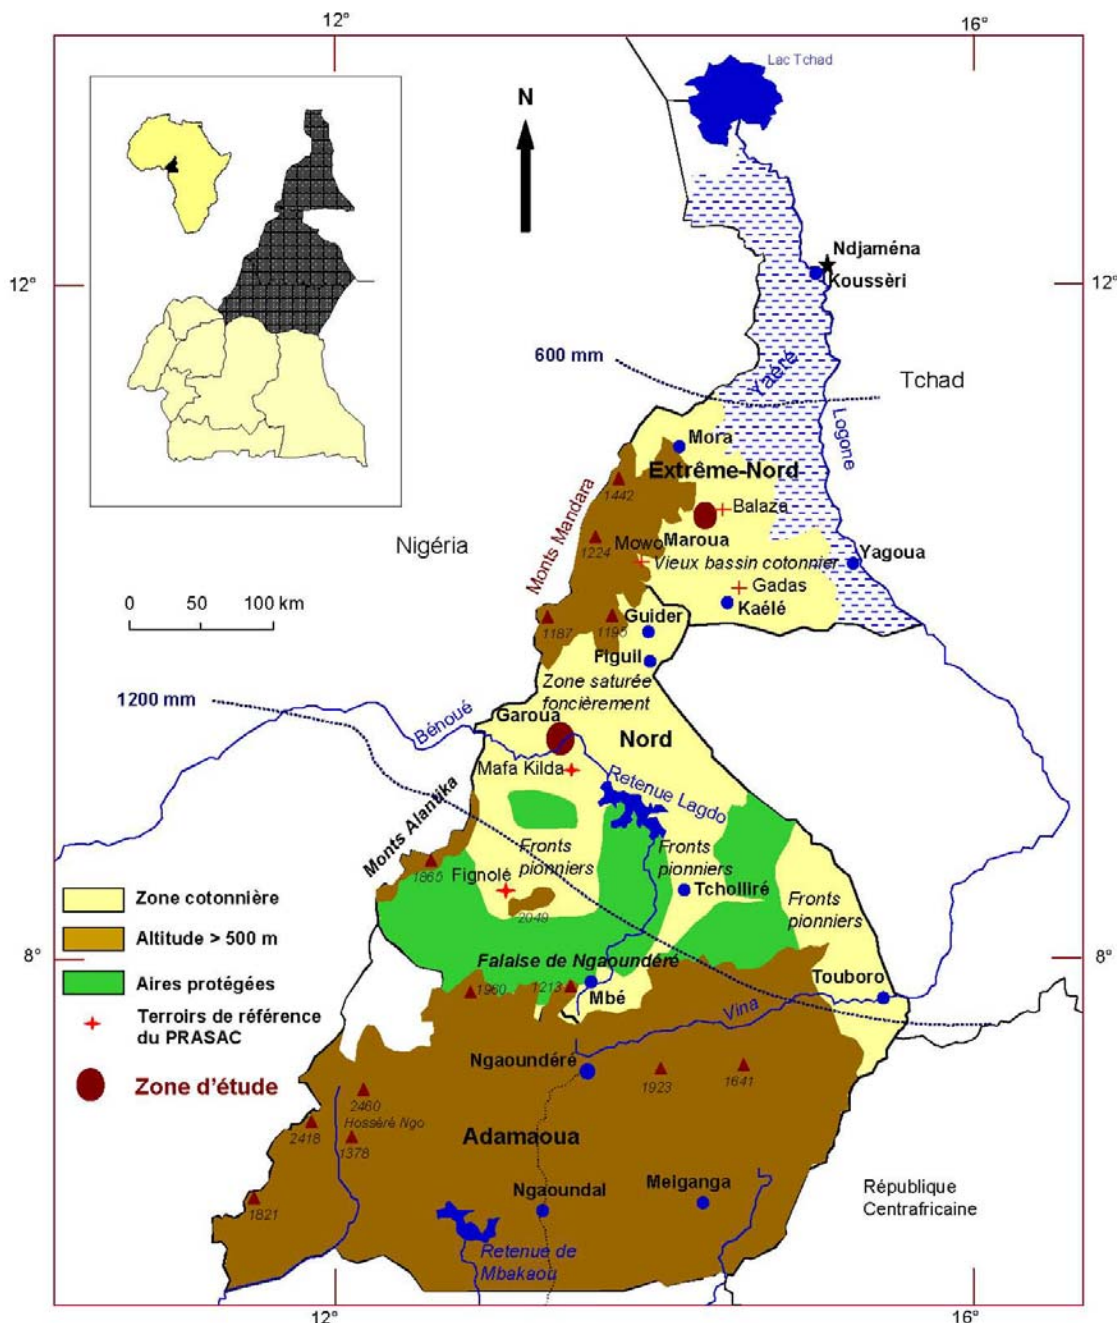 12°
16°
Lac Tchad
N
Ndjaména
Koussèri
12°
12°
600 mm
Yaéré
Tchad
Logone
Mora
Extrême-Nord
1442
Balaza
Monts Mandara
Nigéria
1224
Mowo
Maroua
Vieux bassin cotonnier
Yagoua
Gadas
Kaélé
0 50 100 km
1187
1195
Guider
Figuil
Zone saturée
foncièrement
1200 mm
Bénoué
Garoua
Nord
Mafa Kilda
Retenue Lagdo
Monts Alantika
1865
Fronts
pionniers
Fronts
pionniers
Fronts
pionniers
Fignolé
2049
Tcholliré
Zone cotonnière
Altitude > 500 m
Aires protégées
Terroirs de référence
du PRASAC
Zone d'étude
8°
8°
Falaise de Ngaoundéré
1960
1213
Mbé
Touboro
Vina
Ngaoundéré
1923
1641
2460
Hosséré Ngo
2418
1378
Adamaoua
1821
Ngaoundal
Meiganga
République
Centrafricaine
Retenue de
Mbakaou
12°
16°